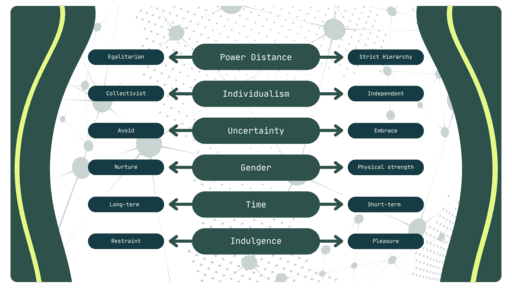 Egalitarian Power Distance Strict Hierarchy
Collectivist Individualism Independent
Avoid Uncertainty Embrace
Nurture Gender Physical strength
Long-term Time Short-term
Restraint Indulgence Pleasure